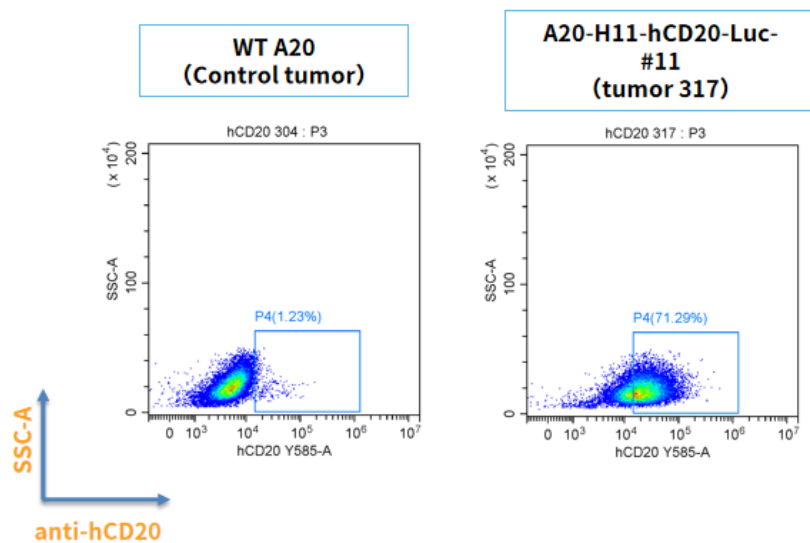 WT A20
（Control tumor）
A20-H11-hCD20-Luc-
#11
（tumor 317）
hCD20 304 : P3
(x 10⁴)
200
100
0
SSC-A
P4(1.23%)
0 10³ 10⁴ 10⁵ 10⁶ 10⁷
hCD20 Y585-A
hCD20 317 : P3
(x 10⁴)
200
100
0
SSC-A
P4(71.29%)
0 10³ 10⁴ 10⁵ 10⁶ 10⁷
hCD20 Y585-A
SSC-A
anti-hCD20